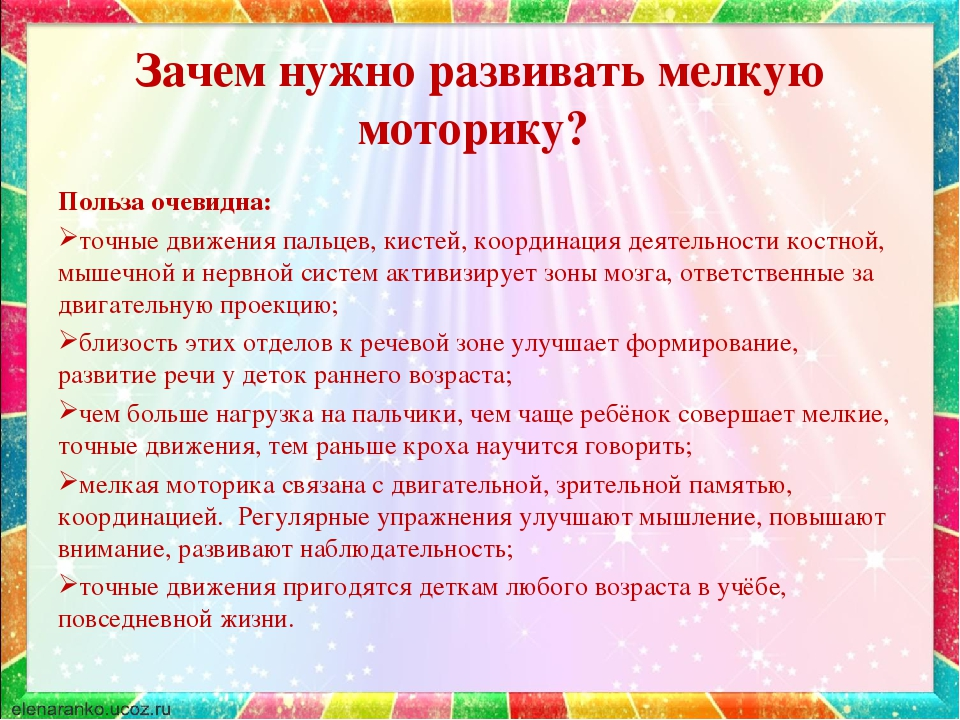 Зачем нужно развивать мелкую
моторику?
Польза очевидна:
➢точные движения пальцев, кистей, координация деятельности костной,
мышечной и нервной систем активизирует зоны мозга, ответственные за
двигательную проекцию;
➢близость этих отделов к речевой зоне улучшает формирование,
развитие речи у деток раннего возраста;
➢чем больше нагрузка на пальчики, чем чаще ребёнок совершает мелкие,
точные движения, тем раньше кроха научится говорить;
➢мелкая моторика связана с двигательной, зрительной памятью,
координацией.  Регулярные упражнения улучшают мышление, повышают
внимание, развивают наблюдательность;
➢точные движения пригодятся деткам любого возраста в учёбе,
повседневной жизни.
elenaranko.ucoz.ru